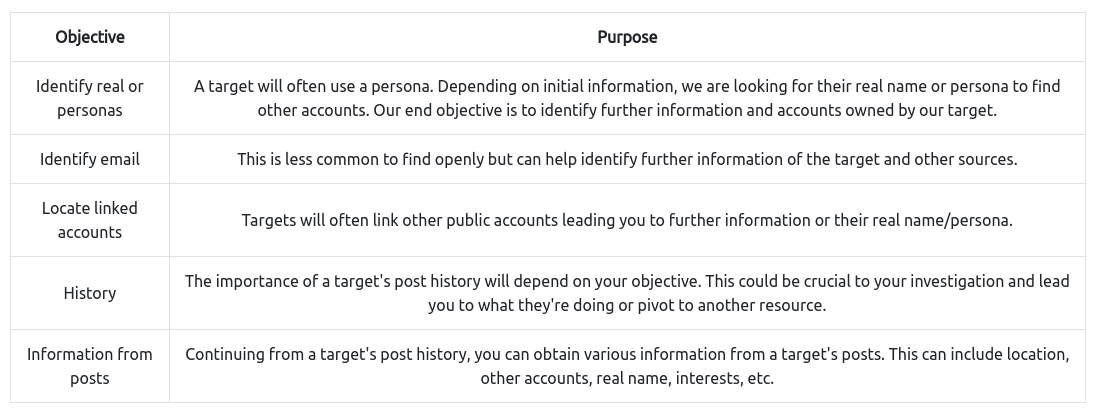 Objective
Purpose
Identify real or
personas
A target will often use a persona. Depending on initial information, we are looking for their real name or persona to find
other accounts. Our end objective is to identify further information and accounts owned by our target.
Identify email
This is less common to find openly but can help identify further information of the target and other sources.
Locate linked
accounts
Targets will often link other public accounts leading you to further information or their real name/persona.
History
The importance of a target's post history will depend on your objective. This could be crucial to your investigation and lead
you to what they're doing or pivot to another resource.
Information from
posts
Continuing from a target's post history, you can obtain various information from a target's posts. This can include location,
other accounts, real name, interests, etc.